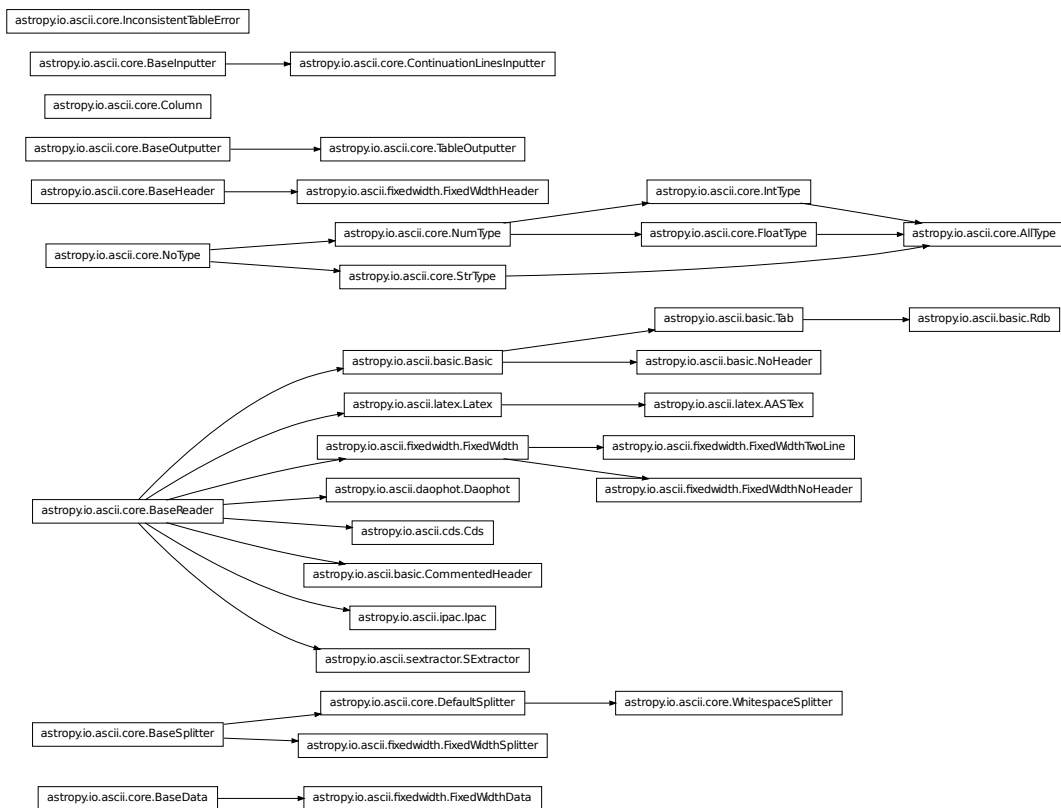 astropy.io.ascii.core.InconsistentTableError
astropy.io.ascii.core.BaseInputter
astropy.io.ascii.core.ContinuationLinesInputter
astropy.io.ascii.core.Column
astropy.io.ascii.core.BaseOutputter
astropy.io.ascii.core.TableOutputter
astropy.io.ascii.core.BaseHeader
astropy.io.ascii.fixedwidth.FixedWidthHeader
astropy.io.ascii.core.NoType
astropy.io.ascii.core.NumType
astropy.io.ascii.core.StrType
astropy.io.ascii.core.IntType
astropy.io.ascii.core.FloatType
astropy.io.ascii.core.AllType
astropy.io.ascii.core.BaseReader
astropy.io.ascii.basic.Basic
astropy.io.ascii.basic.Tab
astropy.io.ascii.basic.Rdb
astropy.io.ascii.basic.NoHeader
astropy.io.ascii.latex.Latex
astropy.io.ascii.latex.AASTex
astropy.io.ascii.fixedwidth.FixedWidth
astropy.io.ascii.fixedwidth.FixedWidthTwoLine
astropy.io.ascii.fixedwidth.FixedWidthNoHeader
astropy.io.ascii.daophot.Daophot
astropy.io.ascii.cds.Cds
astropy.io.ascii.basic.CommentedHeader
astropy.io.ascii.ipac.Ipac
astropy.io.ascii.sextractor.SExtractor
astropy.io.ascii.core.BaseSplitter
astropy.io.ascii.core.DefaultSplitter
astropy.io.ascii.core.WhitespaceSplitter
astropy.io.ascii.fixedwidth.FixedWidthSplitter
astropy.io.ascii.core.BaseData
astropy.io.ascii.fixedwidth.FixedWidthData